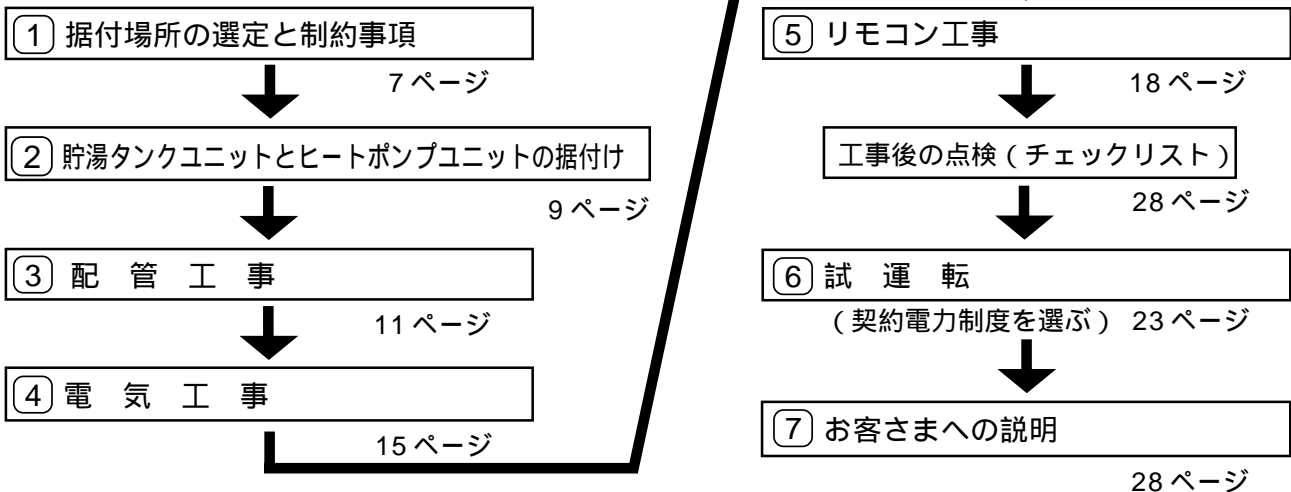 1 据付場所の選定と制約事項
7 ページ
2 貯湯タンクユニットとヒートポンプユニットの据付け
9 ページ
3 配 管 工 事
11 ページ
4 電 気 工 事
15 ページ
5 リモコン工事
18 ページ
工事後の点検（チェックリスト）
28 ページ
6 試 運 転
（契約電力制度を選ぶ） 23 ページ
7 お客さまへの説明
28 ページ